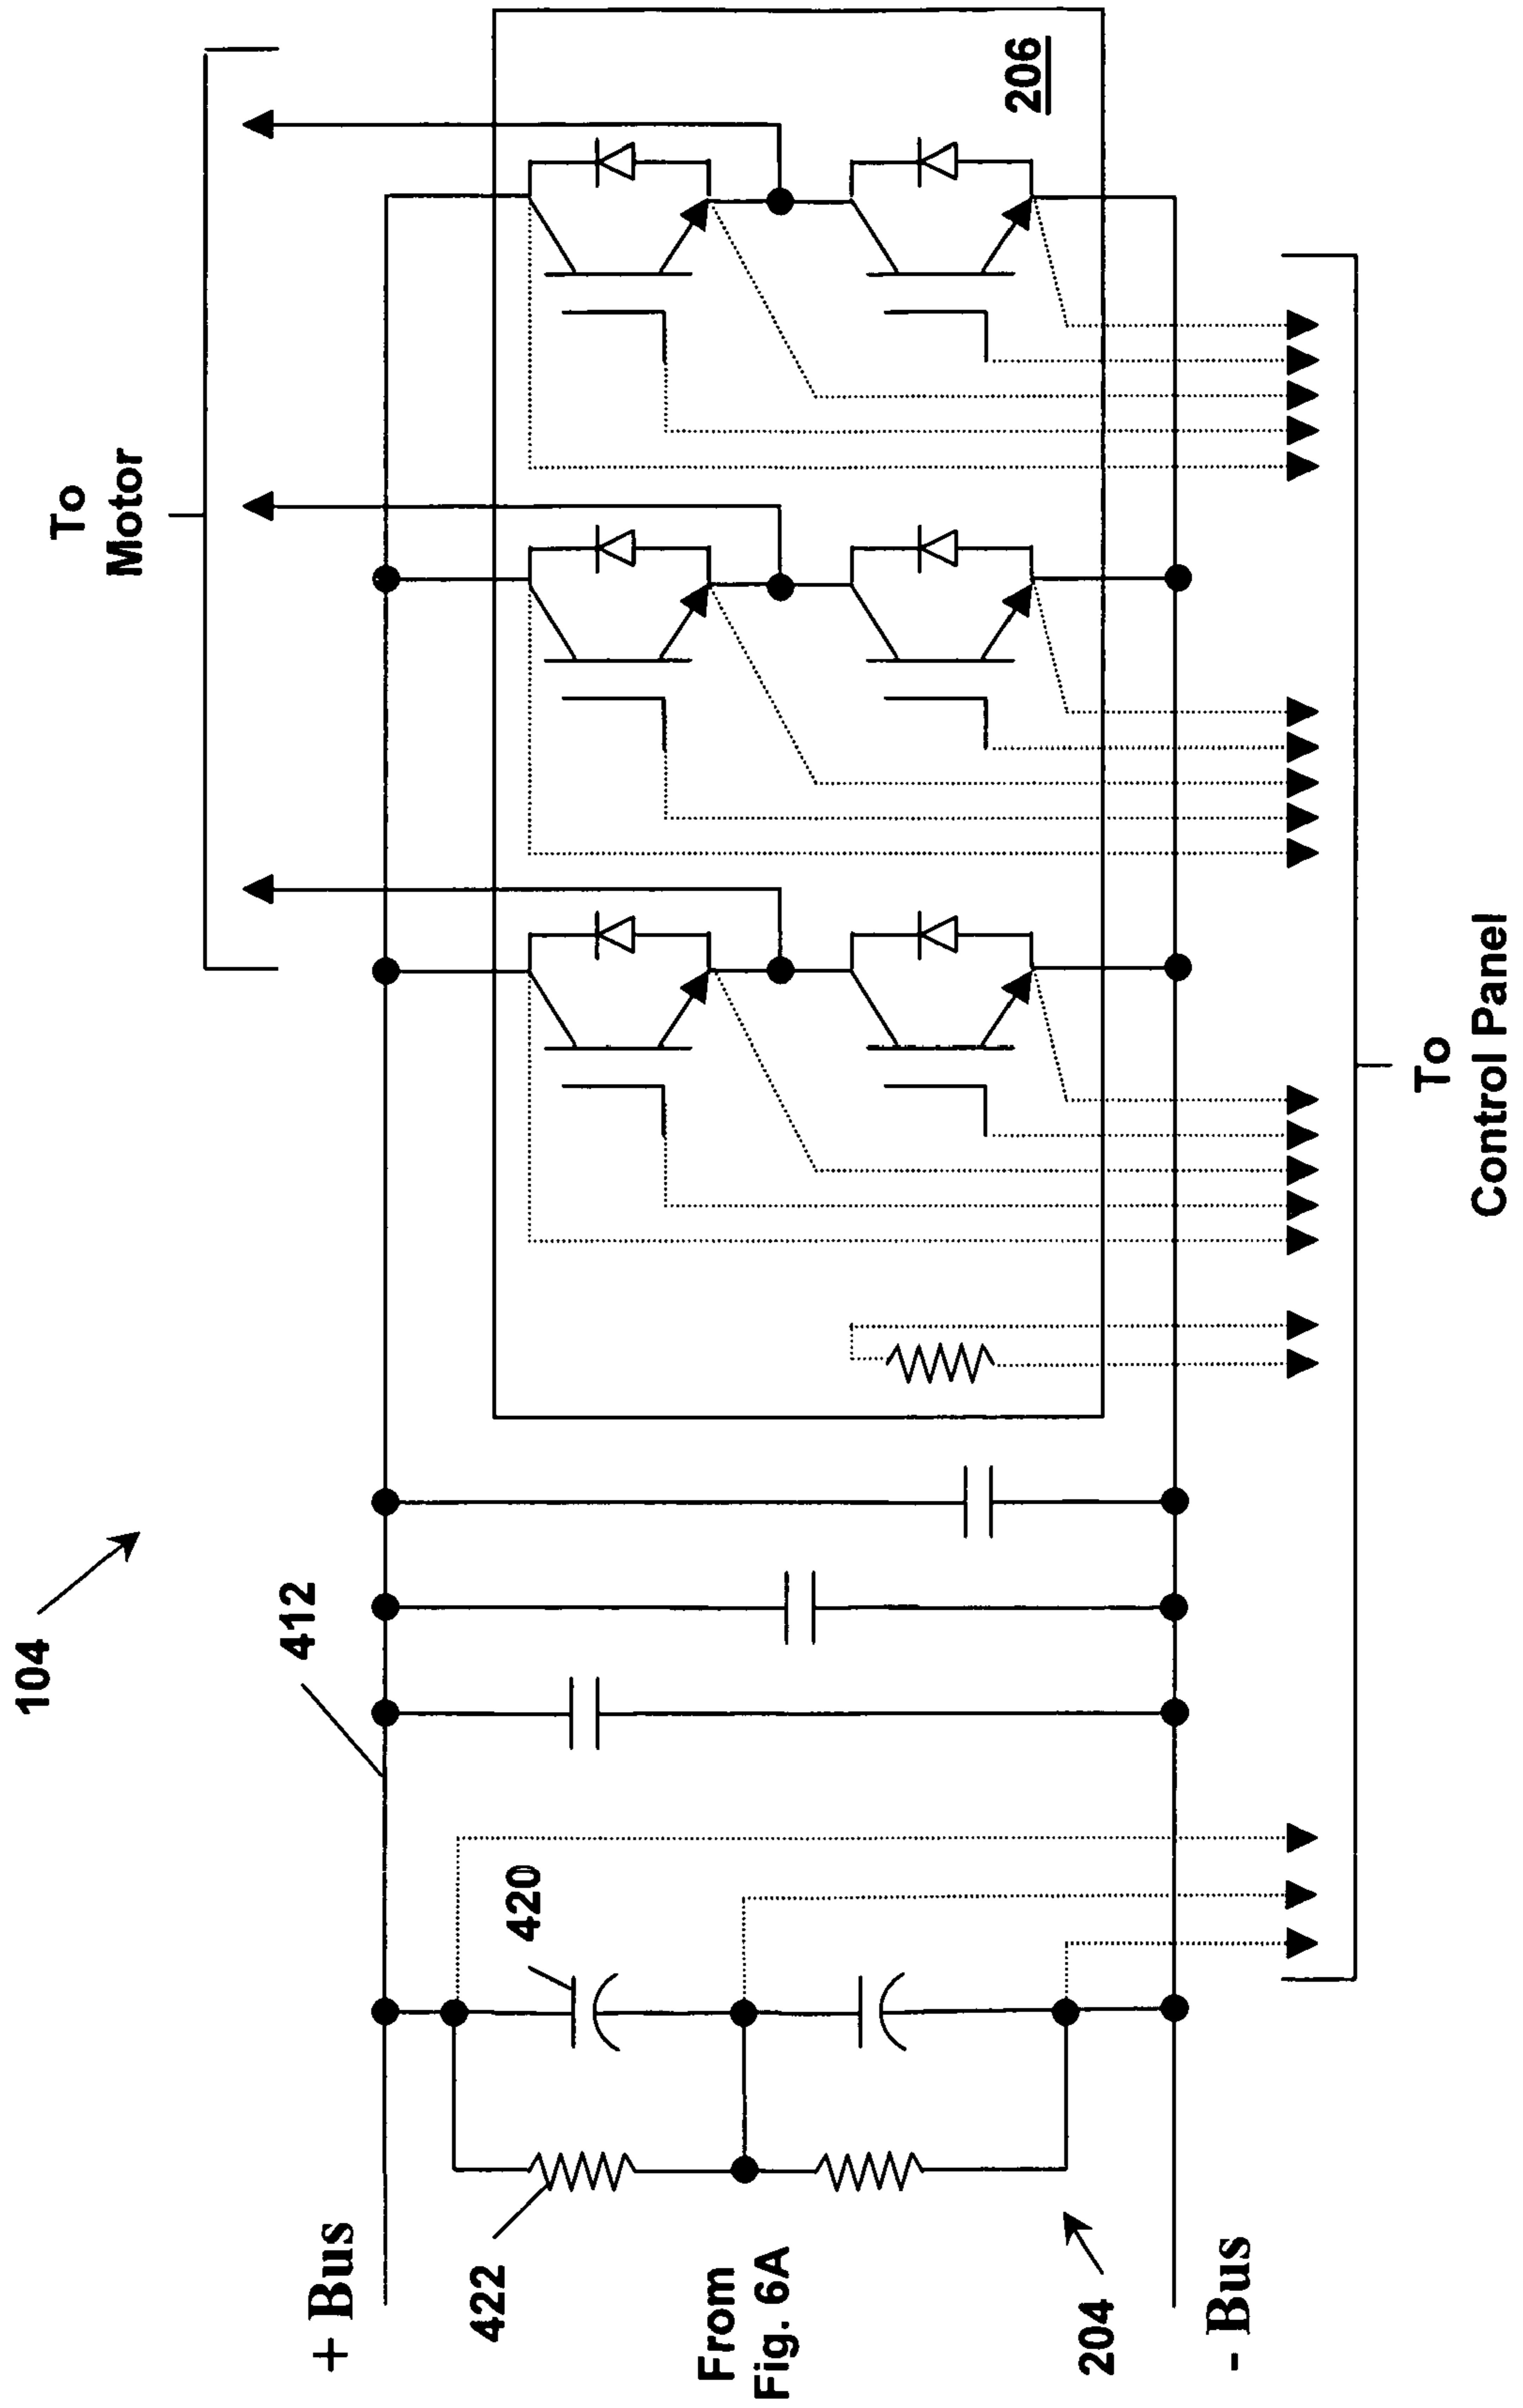 104
To
Motor
412
+ Bus
420
206
422
From
Fig. 6A
204
- Bus
To
Control Panel